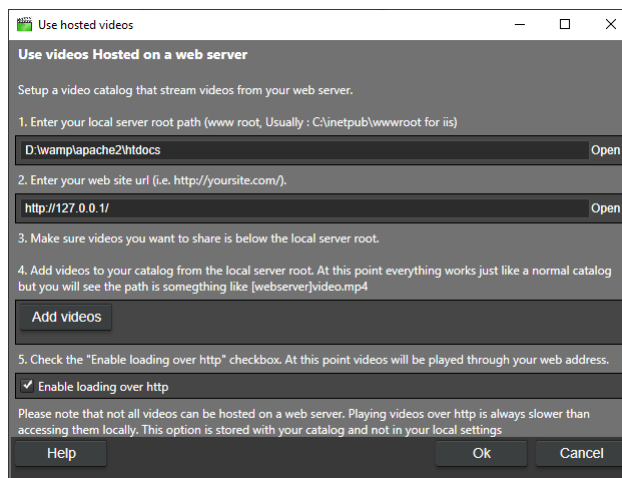 Use hosted videos
Use videos Hosted on a web server
Setup a video catalog that stream videos from your web server.
1. Enter your local server root path (www root, Usually : C:\inetpub\wwwroot for iis)
D:\wamp\apache2\htdocs
Open
2. Enter your web site url (i.e. http://yoursite.com/).
http://127.0.0.1/
Open
3. Make sure videos you want to share is below the local server root.
4. Add videos to your catalog from the local server root. At this point everything works just like a normal catalog
but you will see the path is somegthing like [webserver]video.mp4
Add videos
5. Check the "Enable loading over http" checkbox. At this point videos will be played through your web address.
Enable loading over http
Please note that not all videos can be hosted on a web server. Playing videos over http is always slower than
accessing them locally. This option is stored with your catalog and not in your local settings
Help
Ok
Cancel